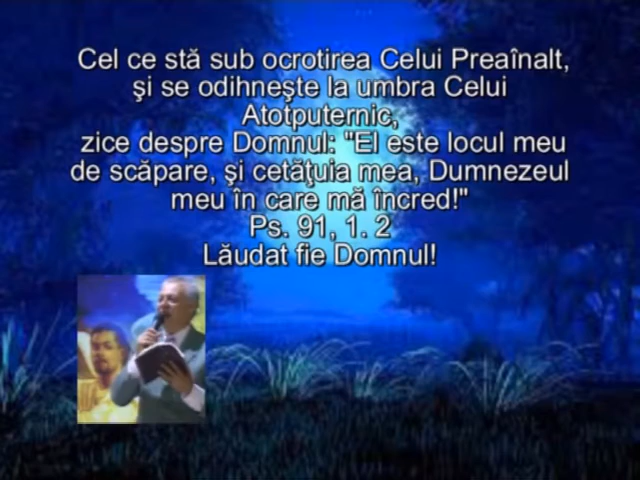 Cel ce stă sub ocrotirea Celui Preaînalt,
şi se odihneşte la umbra Celui
Atotputernic,
zice despre Domnul: "El este locul meu
de scăpare, şi cetăţuia mea, Dumnezeul
meu în care mă încred!"
Ps. 91, 1. 2
Lăudat fie Domnul!